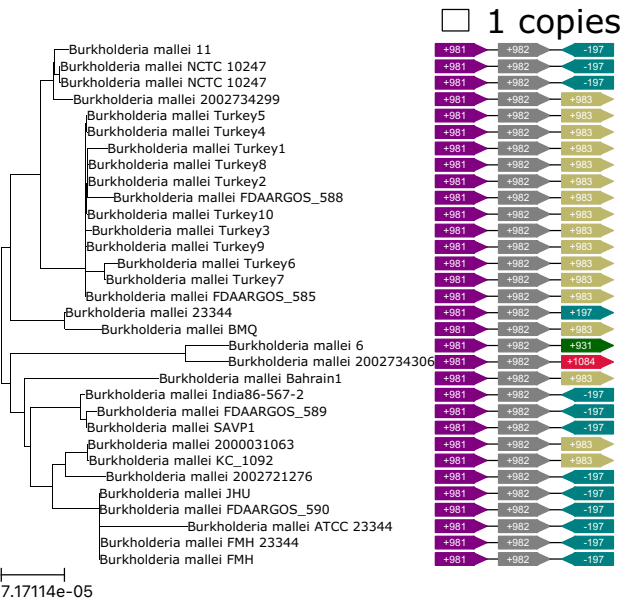 1 copies
Burkholderia mallei 11 +981 +982 -197
Burkholderia mallei NCTC 10247 +981 +982 -197
Burkholderia mallei NCTC 10247 +981 +982 -197
Burkholderia mallei 2002734299 +981 +982 +983
Burkholderia mallei Turkey5 +981 +982 +983
Burkholderia mallei Turkey4 +981 +982 +983
Burkholderia mallei Turkey1 +981 +982 +983
Burkholderia mallei Turkey8 +981 +982 +983
Burkholderia mallei Turkey2 +981 +982 +983
Burkholderia mallei FDAARGOS_588 +981 +982 +983
Burkholderia mallei Turkey10 +981 +982 +983
Burkholderia mallei Turkey3 +981 +982 +983
Burkholderia mallei Turkey9 +981 +982 +983
Burkholderia mallei Turkey6 +981 +982 +983
Burkholderia mallei Turkey7 +981 +982 +983
Burkholderia mallei FDAARGOS_585 +981 +982 +983
Burkholderia mallei 23344 +981 +982 +197
Burkholderia mallei BMQ +981 +982 +983
Burkholderia mallei 6 +981 +982 +931
Burkholderia mallei 2002734306 +981 +982 +1084
Burkholderia mallei Bahrain1 +981 +982 +983
Burkholderia mallei India86-567-2 +981 +982 -197
Burkholderia mallei FDAARGOS_589 +981 +982 -197
Burkholderia mallei SAVP1 +981 +982 -197
Burkholderia mallei 2000031063 +981 +982 +983
Burkholderia mallei KC_1092 +981 +982 +983
Burkholderia mallei 2002721276 +981 +982 -197
Burkholderia mallei JHU +981 +982 -197
Burkholderia mallei FDAARGOS_590 +981 +982 -197
Burkholderia mallei ATCC 23344 +981 +982 -197
Burkholderia mallei FMH 23344 +981 +982 -197
Burkholderia mallei FMH +981 +982 -197
7.17114e-05